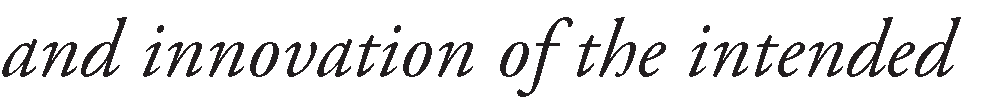 and innovation of the intended